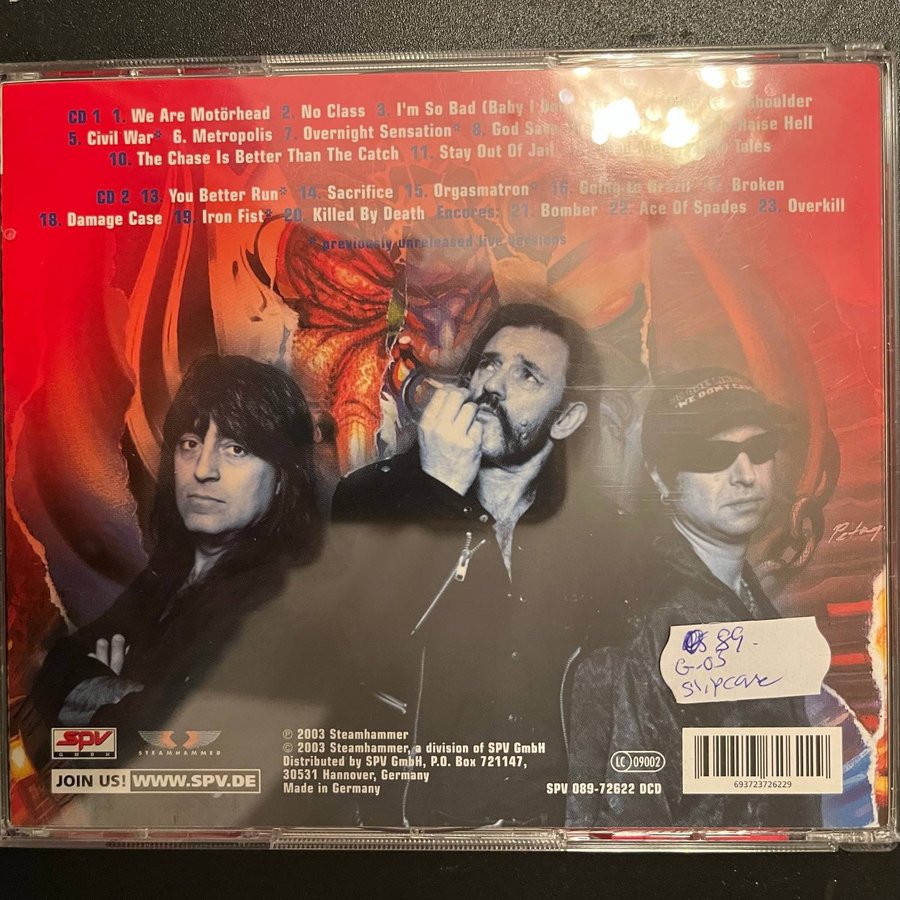 CD 1 1. We Are Motörhead 2. No Class 3. I'm So Bad (Baby I Shoulder
5. Civil War* 6. Metropolis 7. Overnight Sensation* 8. God Raise Hell
10. The Chase Is Better Than The Catch 11. Stay Out Of Jail Tales
CD 2 13. You Better Run* 14. Sacrifice 15. Orgasmatron* 16. Going to Brazil 17. Broken
18. Damage Case 19. Iron Fist* 20. Killed By Death Encores: 21. Bomber 22. Ace Of Spades 23. Overkill
* previously unreleased live versions
WE DON'T
Petag
89.-
G-03
slipcase
SPV
GMBH
STEAMHAMMER
JOIN US! WWW.SPV.DE
℗ 2003 Steamhammer
© 2003 Steamhammer, a division of SPV GmbH
Distributed by SPV GmbH, P.O. Box 721147,
30531 Hannover, Germany
Made in Germany
LC 09002
SPV 089-72622 DCD
693723726229